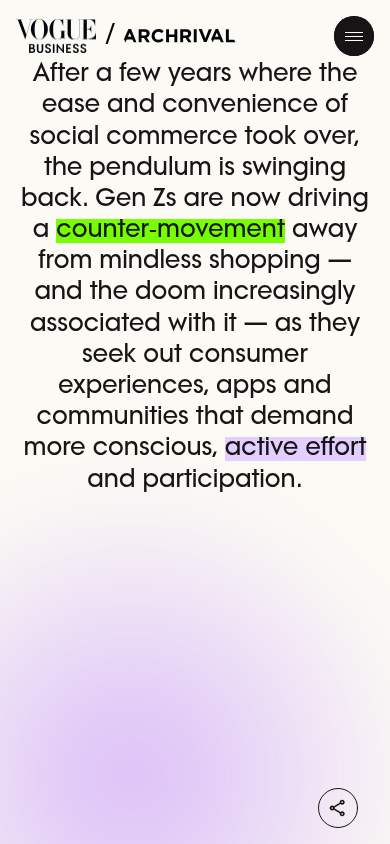 VOGUE / ARCHRIVAL
BUSINESS
After a few years where the
ease and convenience of
social commerce took over,
the pendulum is swinging
back. Gen Zs are now driving
a counter-movement away
from mindless shopping —
and the doom increasingly
associated with it — as they
seek out consumer
experiences, apps and
communities that demand
more conscious, active effort
and participation.